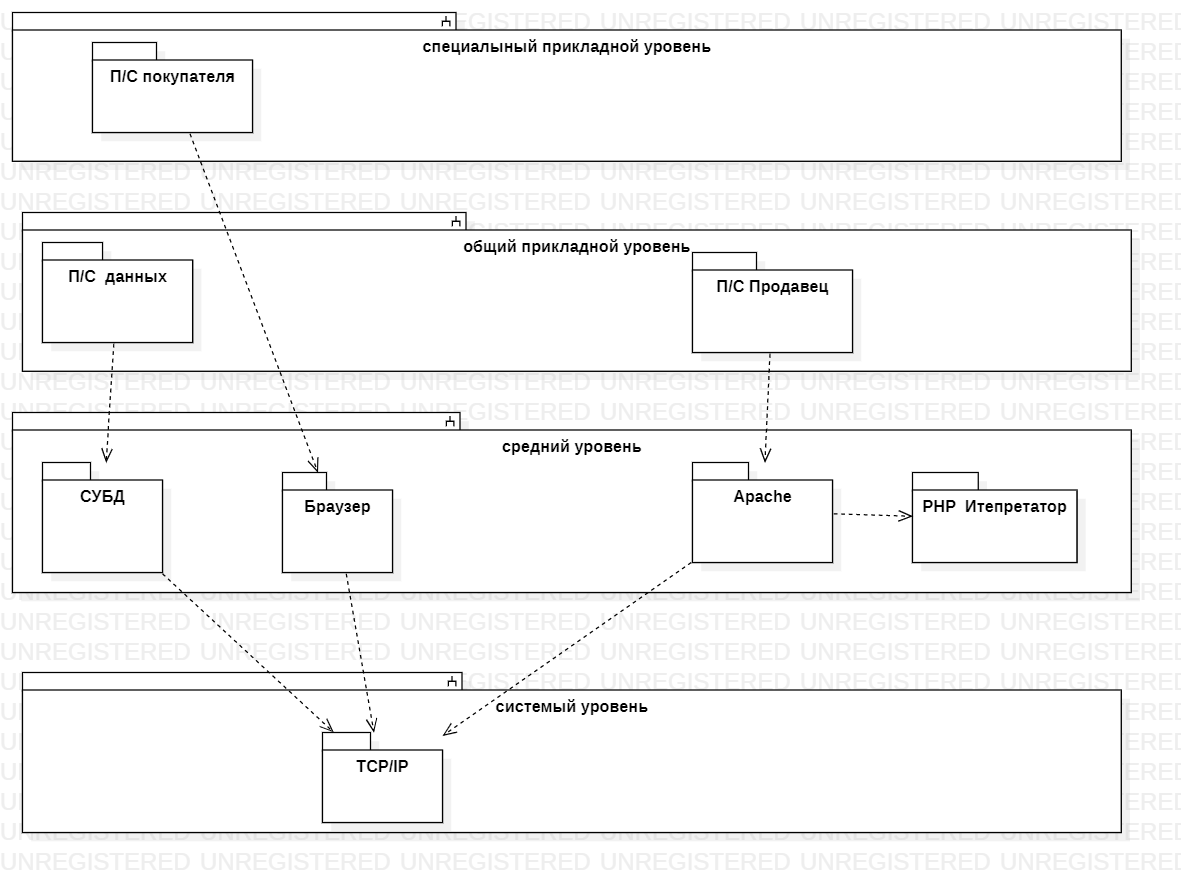 специалыный прикладной уровень
П/С покупателя
общий прикладной уровень
П/С  данных
П/С Продавец
средний уровень
СУБД
Браузер
Apache
PHP  Итепретатор
системый уровень
TCP/IP
UNREGISTERED UNREGISTERED UNREGISTERED UNREGISTERED UNREGISTERED UNREGISTERED